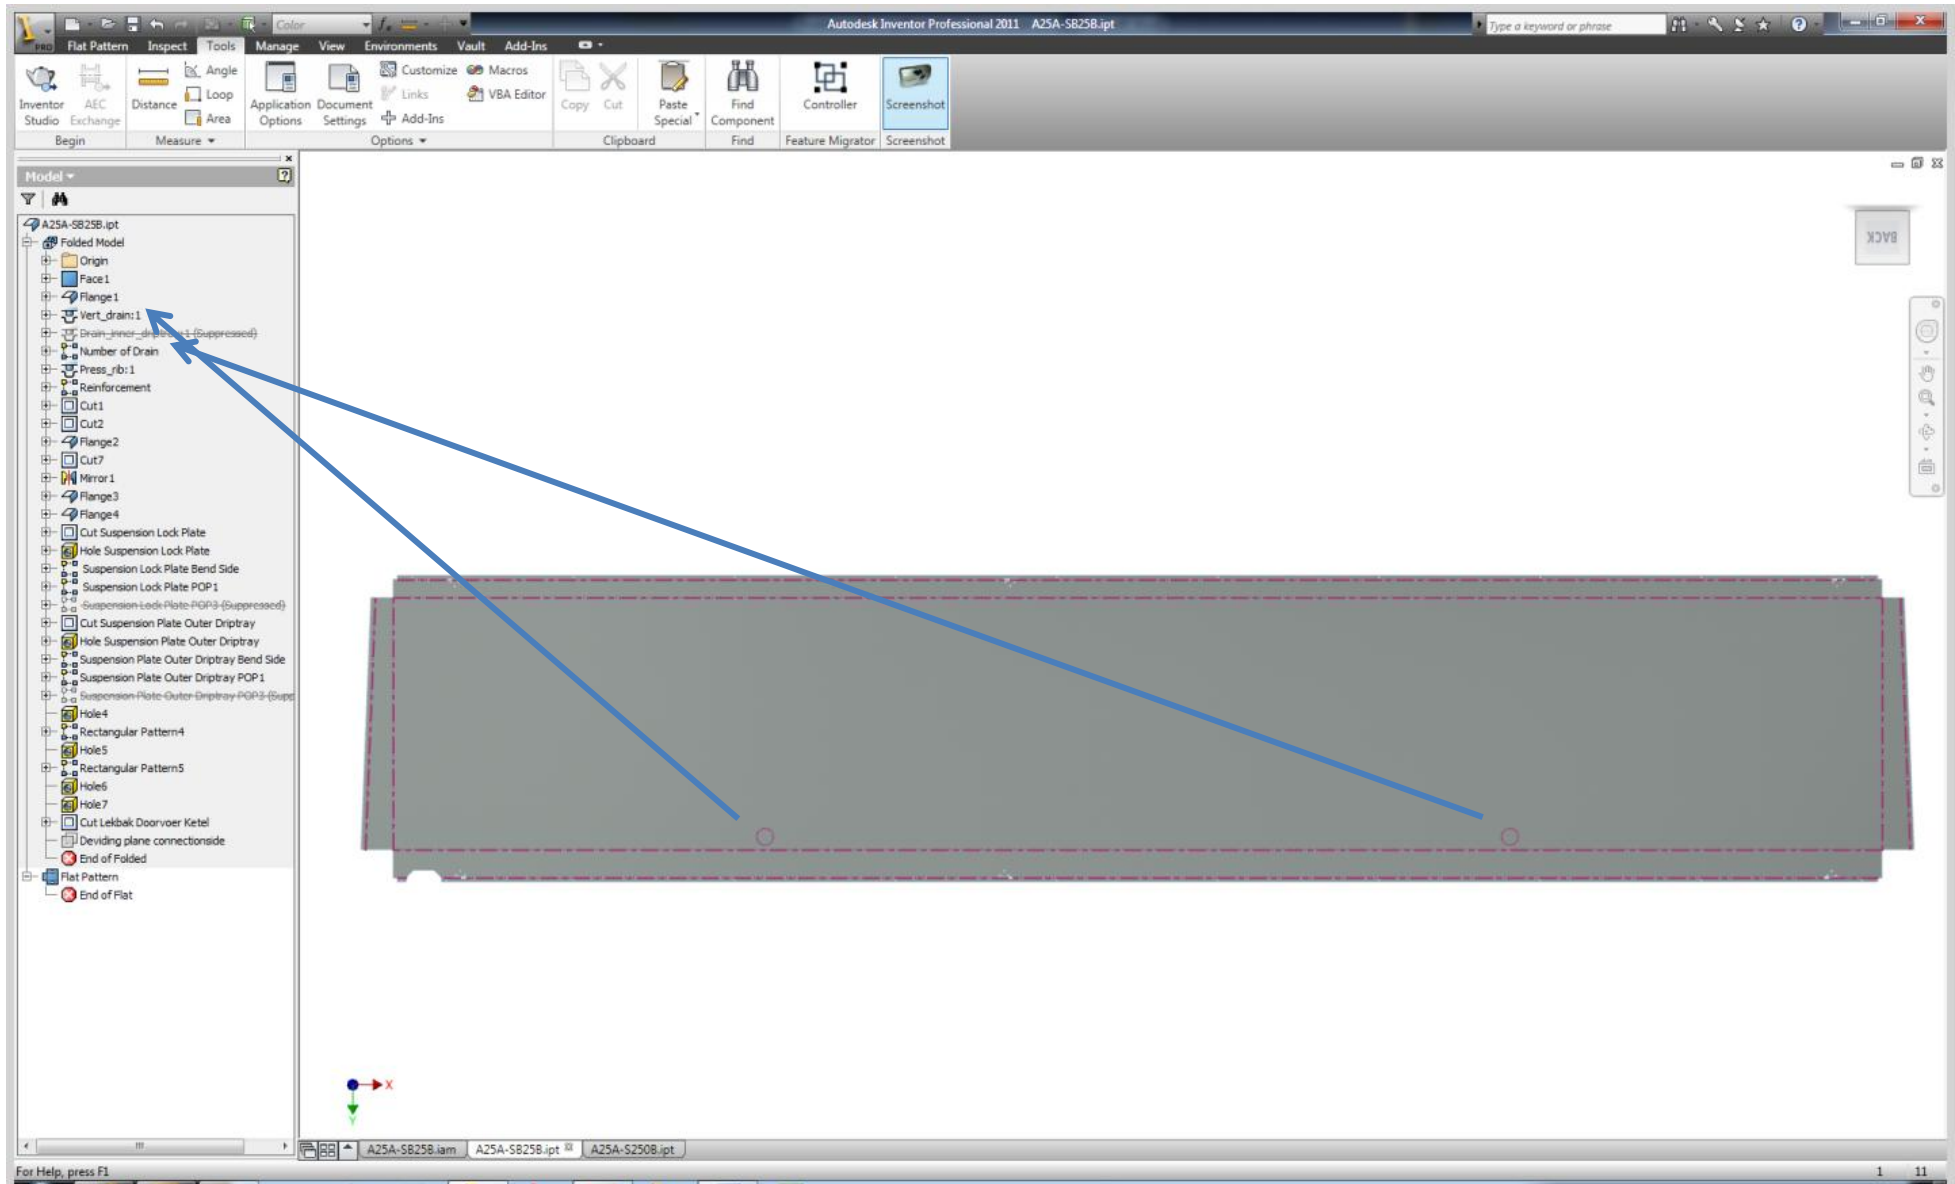 Color
Autodesk Inventor Professional 2011 A25A-SB25B.ipt
Type a keyword or phrase
PRO Flat Pattern Inspect Tools Manage View Environments Vault Add-Ins
Inventor Studio
AEC Exchange
Distance
Angle
Loop
Area
Application Options
Document Settings
Customize
Links
Add-Ins
Macros
VBA Editor
Copy
Cut
Paste Special
Find Component
Controller
Screenshot
Begin Measure Options Clipboard Find Feature Migrator Screenshot
Model
A25A-SB25B.ipt
Folded Model
Origin
Face1
Flange1
Vert_drain:1
Number of Drain
Press_rib:1
Reinforcement
Cut1
Cut2
Flange2
Cut7
Mirror1
Flange3
Flange4
Cut Suspension Lock Plate
Hole Suspension Lock Plate
Suspension Lock Plate Bend Side
Suspension Lock Plate POP1
Suspension Lock Plate POP3 (Suppressed)
Cut Suspension Plate Outer Driptray
Hole Suspension Plate Outer Driptray
Suspension Plate Outer Driptray Bend Side
Suspension Plate Outer Driptray POP1
Suspension Plate Outer Driptray POP3 (Supp
Hole4
Rectangular Pattern4
Hole5
Rectangular Pattern5
Hole6
Hole7
Cut Lekbak Doorvoer Ketel
Deviding plane connectionside
End of Folded
Flat Pattern
End of Flat
BACK
X
Y
A25A-SB25B.iam A25A-SB25B.ipt A25A-S250B.ipt
For Help, press F1
1 11